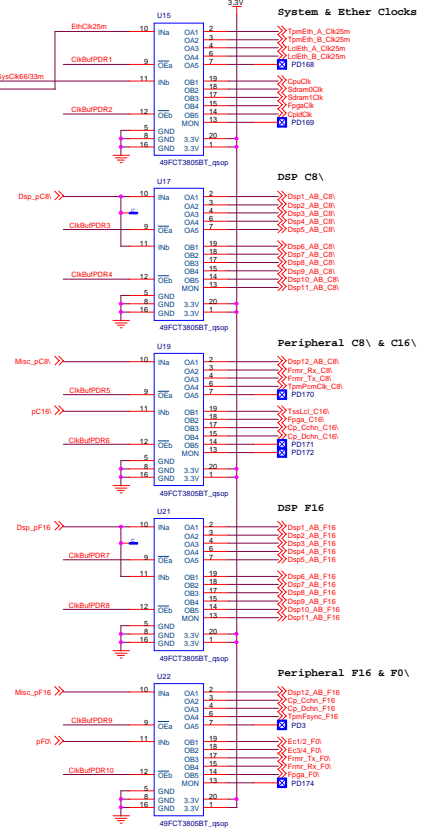 3.3V
System & Ether Clocks
U15
EthClk25m 10 INa OA1 2 TpmEth_A_Clk25m
OA2 3 TpmEth_B_Clk25m
OA3 4 LclEth_A_Clk25m
OA4 6 LclEth_B_Clk25m
ClkBufPDR1 9 OEa OA5 7 PD168
ysClk66/33m 11 INb OB1 19 CpuClk
OB2 18 Sdram0Clk
OB3 17 Sdram1Clk
OB4 15 FpgaClk
ClkBufPDR2 12 OEb OB5 14 CpldClk
MON 13 PD169
5 GND
8 GND 3.3V 20
16 GND 3.3V 1
49FCT3805BT_qsop
DSP C8\
U17
Dsp_pC8\ 10 INa OA1 2 Dsp1_AB_C8\
OA2 3 Dsp2_AB_C8\
OA3 4 Dsp3_AB_C8\
OA4 6 Dsp4_AB_C8\
ClkBufPDR3 9 OEa OA5 7 Dsp5_AB_C8\
11 INb OB1 19 Dsp6_AB_C8\
OB2 18 Dsp7_AB_C8\
OB3 17 Dsp8_AB_C8\
OB4 15 Dsp9_AB_C8\
ClkBufPDR4 12 OEb OB5 14 Dsp10_AB_C8\
MON 13 Dsp11_AB_C8\
5 GND
8 GND 3.3V 20
16 GND 3.3V 1
49FCT3805BT_qsop
Peripheral C8\ & C16\
U19
Misc_pC8\ 10 INa OA1 2 Dsp12_AB_C8\
OA2 3 Frmr_Rx_C8\
OA3 4 Frmr_Tx_C8\
OA4 6 TpmPcmClk_C8\
ClkBufPDR5 9 OEa OA5 7 PD170
pC16\ 11 INb OB1 19 TssLcl_C16\
OB2 18 Fpga_C16\
OB3 17 Cp_Cchn_C16\
OB4 15 Cp_Dchn_C16\
ClkBufPDR6 12 OEb OB5 14 PD171
MON 13 PD172
5 GND
8 GND 3.3V 20
16 GND 3.3V 1
49FCT3805BT_qsop
DSP F16
U21
Dsp_pF16 10 INa OA1 2 Dsp1_AB_F16
OA2 3 Dsp2_AB_F16
OA3 4 Dsp3_AB_F16
OA4 6 Dsp4_AB_F16
ClkBufPDR7 9 OEa OA5 7 Dsp5_AB_F16
11 INb OB1 19 Dsp6_AB_F16
OB2 18 Dsp7_AB_F16
OB3 17 Dsp8_AB_F16
OB4 15 Dsp9_AB_F16
ClkBufPDR8 12 OEb OB5 14 Dsp10_AB_F16
MON 13 Dsp11_AB_F16
5 GND
8 GND 3.3V 20
16 GND 3.3V 1
49FCT3805BT_qsop
Peripheral F16 & F0\
U22
Misc_pF16 10 INa OA1 2 Dsp12_AB_F16
OA2 3 Cp_Cchn_F16
OA3 4 Cp_Dchn_F16
OA4 6 TpmFsync_F16
ClkBufPDR9 9 OEa OA5 7 PD3
pF0\ 11 INb OB1 19 Ec1/2_F0\
OB2 18 Ec3/4_F0\
OB3 17 Frmr_Tx_F0\
OB4 15 Frmr_Rx_F0\
ClkBufPDR10 12 OEb OB5 14 Fpga_F0\
MON 13 PD174
5 GND
8 GND 3.3V 20
16 GND 3.3V 1
49FCT3805BT_qsop